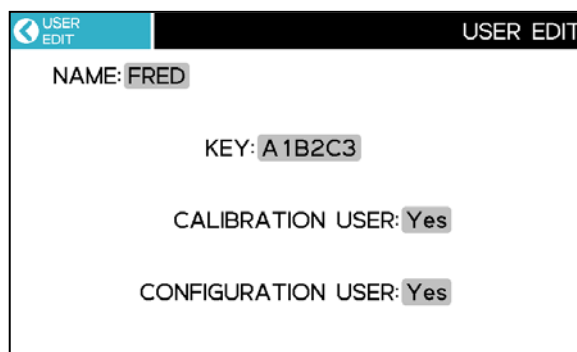 USER
EDIT
USER EDIT
NAME: FRED
KEY: A1B2C3
CALIBRATION USER: Yes
CONFIGURATION USER: Yes